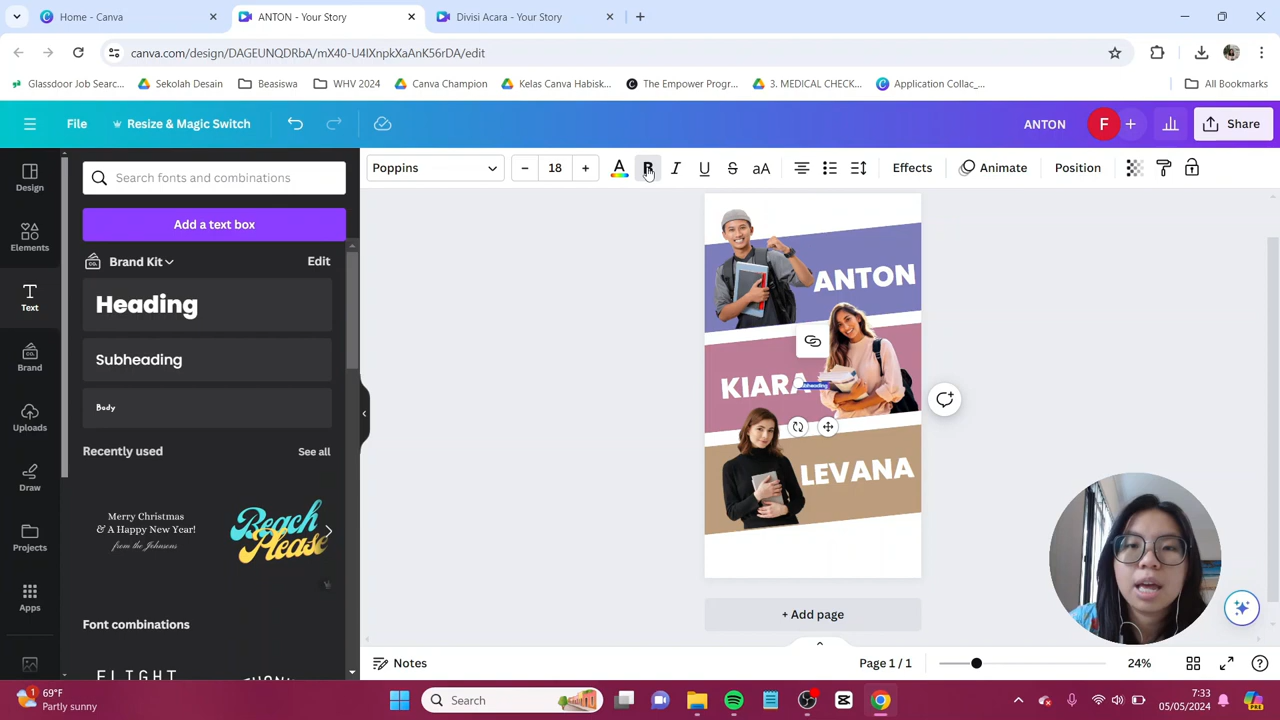 Home - Canva
ANTON - Your Story
Divisi Acara - Your Story
canva.com/design/DAGEUNQDRbA/mX40-U4IXnpkXaAnK56rDA/edit
Glassdoor Job Sear...
Sekolah Desain
Beasiswa
WHV 2024
Canva Champion
Kelas Canva Habisk...
The Empower Progr...
3. MEDICAL CHECK...
Application Collac_...
All Bookmarks
File
Resize & Magic Switch
ANTON
F
Share
Poppins
18
A
B
I
U
S
aA
Effects
Animate
Position
Design
Elements
Text
Brand
Uploads
Draw
Projects
Apps
Search fonts and combinations
Add a text box
Brand Kit
Edit
Heading
Subheading
Body
Recently used
See all
Merry Christmas
& A Happy New Year
from the Johnsons
Beach
Please
Font combinations
FLIGHT
ANTON
KIARA
Subheading
LEVANA
+ Add page
Notes
Page 1 / 1
24%
1
69°F
Partly sunny
Search
7:33
05/05/2024